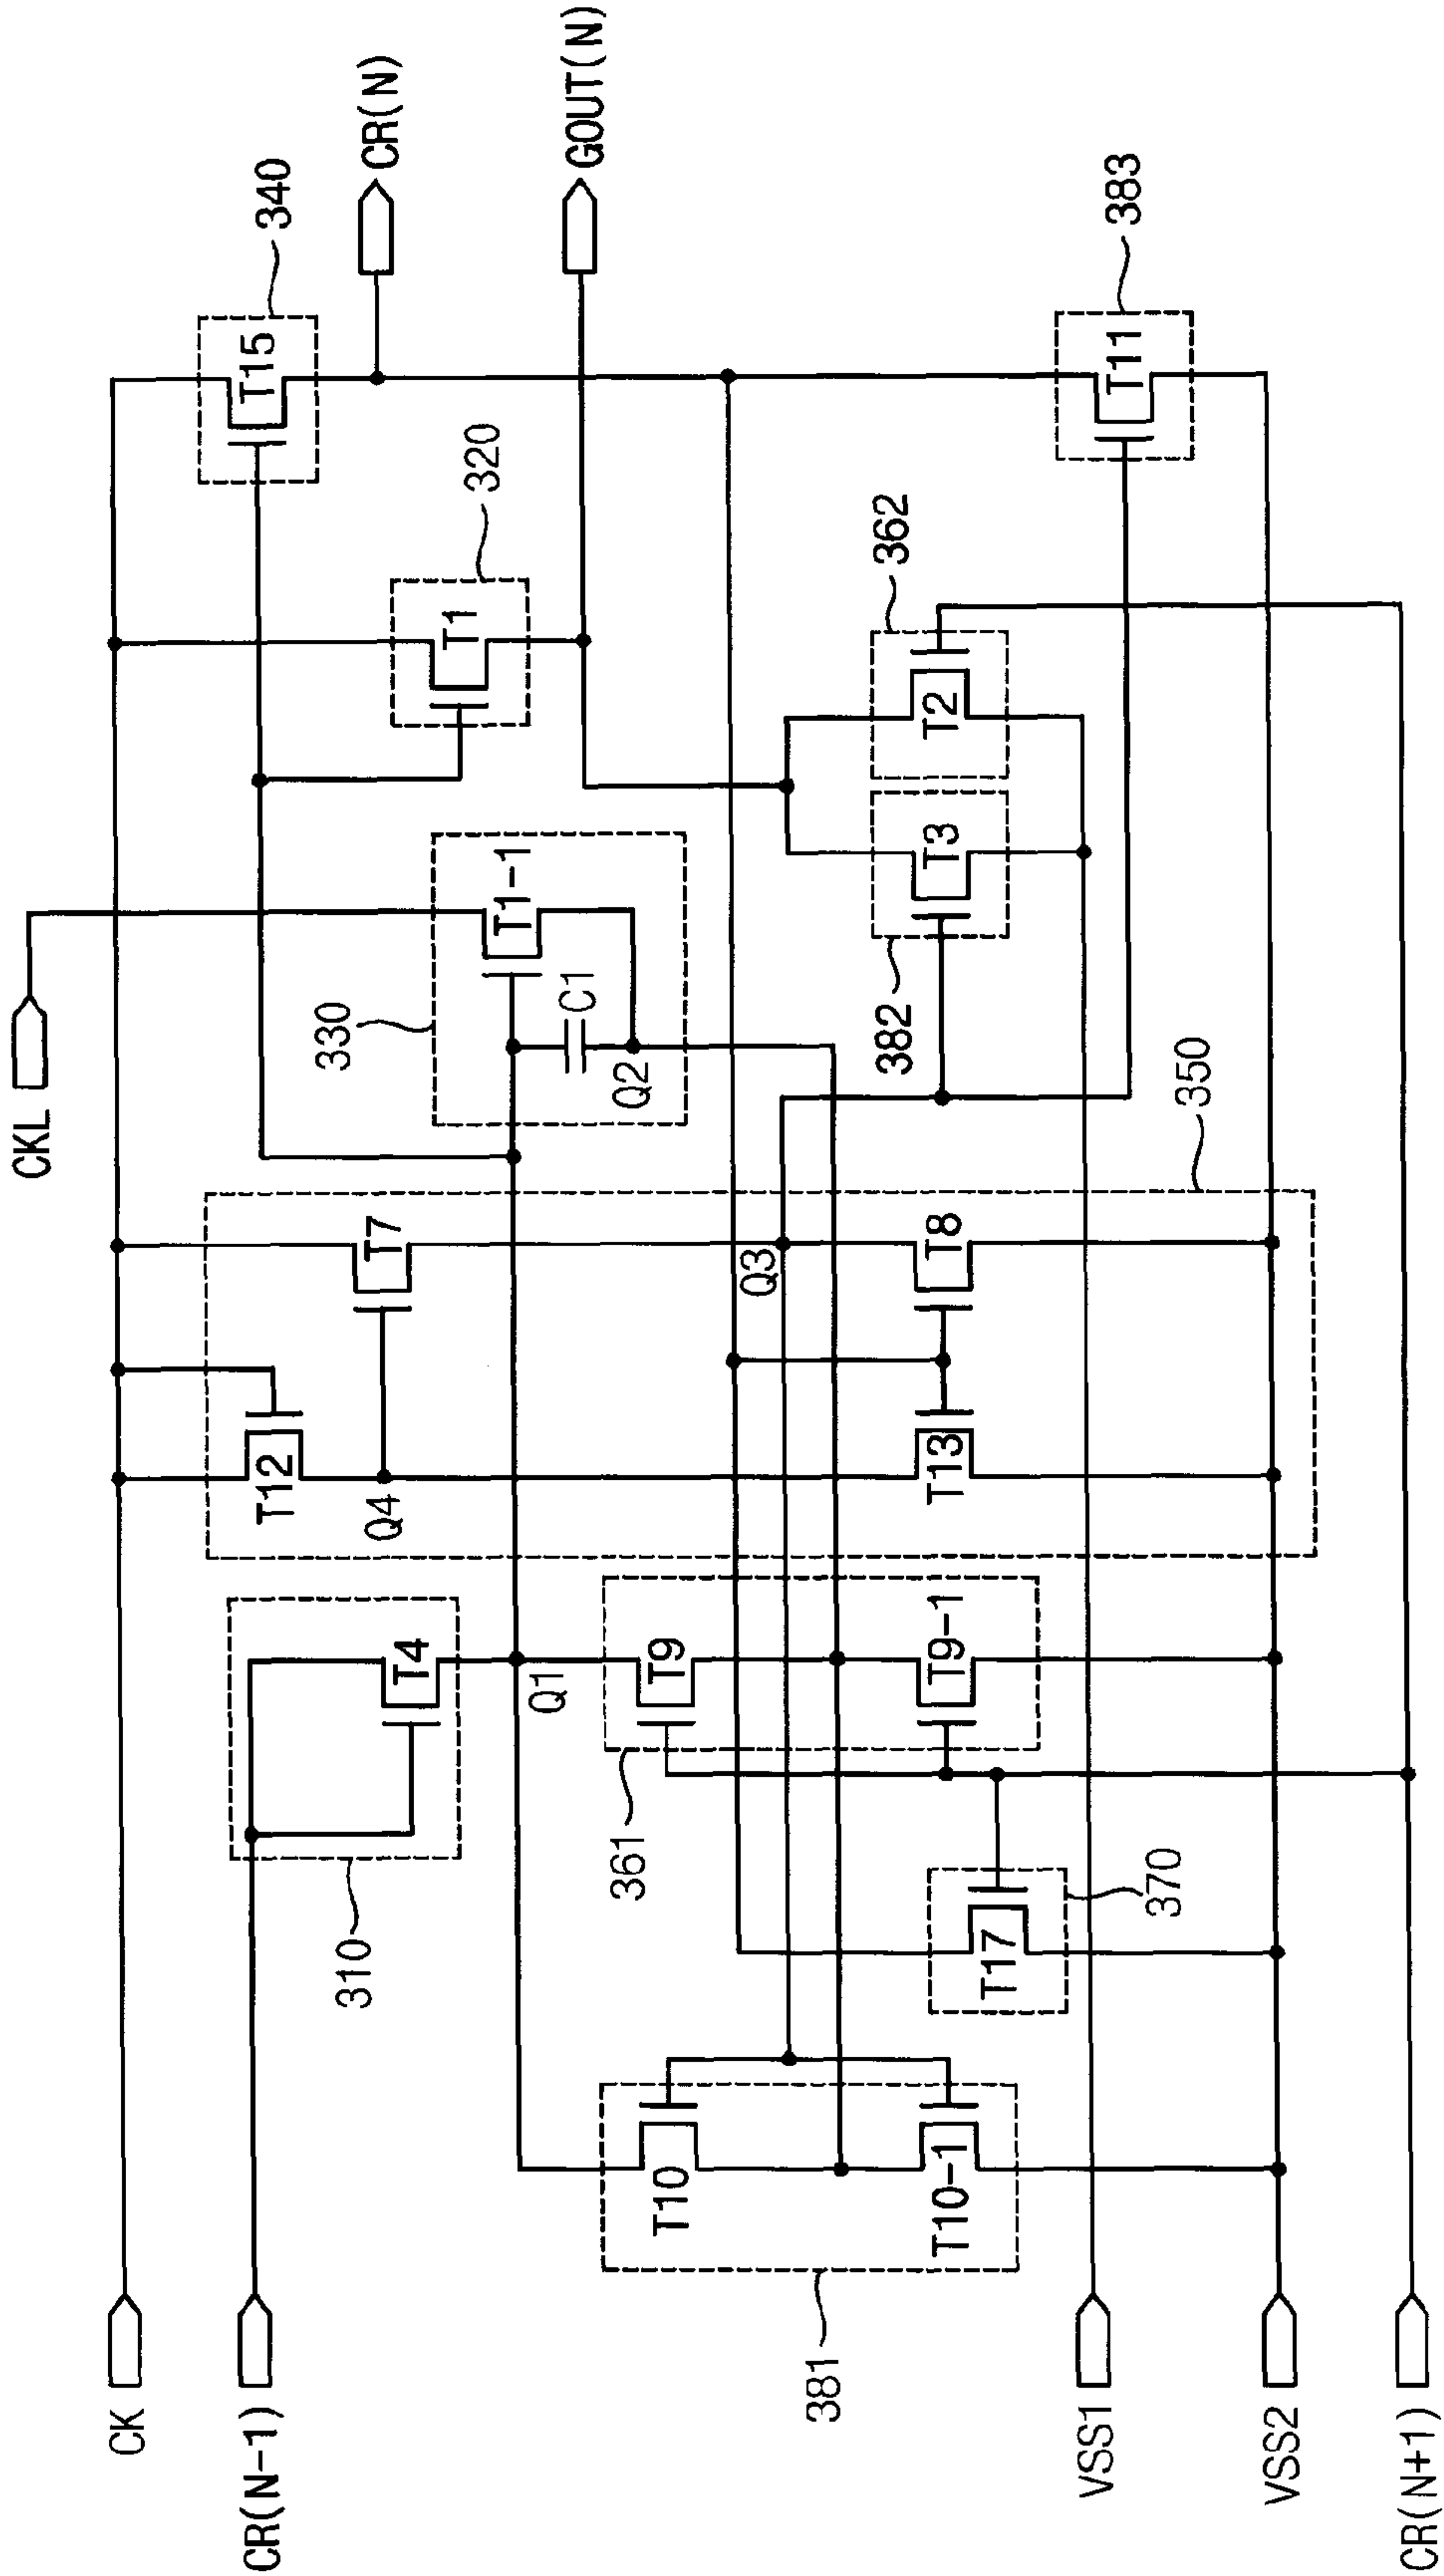 CKL
CK
CR(N-1)
VSS1
VSS2
CR(N+1)
CR(N)
GOUT(N)
310
T4
Q1
T12
Q4
T7
Q3
T13
T8
350
330
T1-1
C1
Q2
320
T1
340
T15
381
T10
T10-1
361
T9
T9-1
370
T17
382
T3
362
T2
383
T11